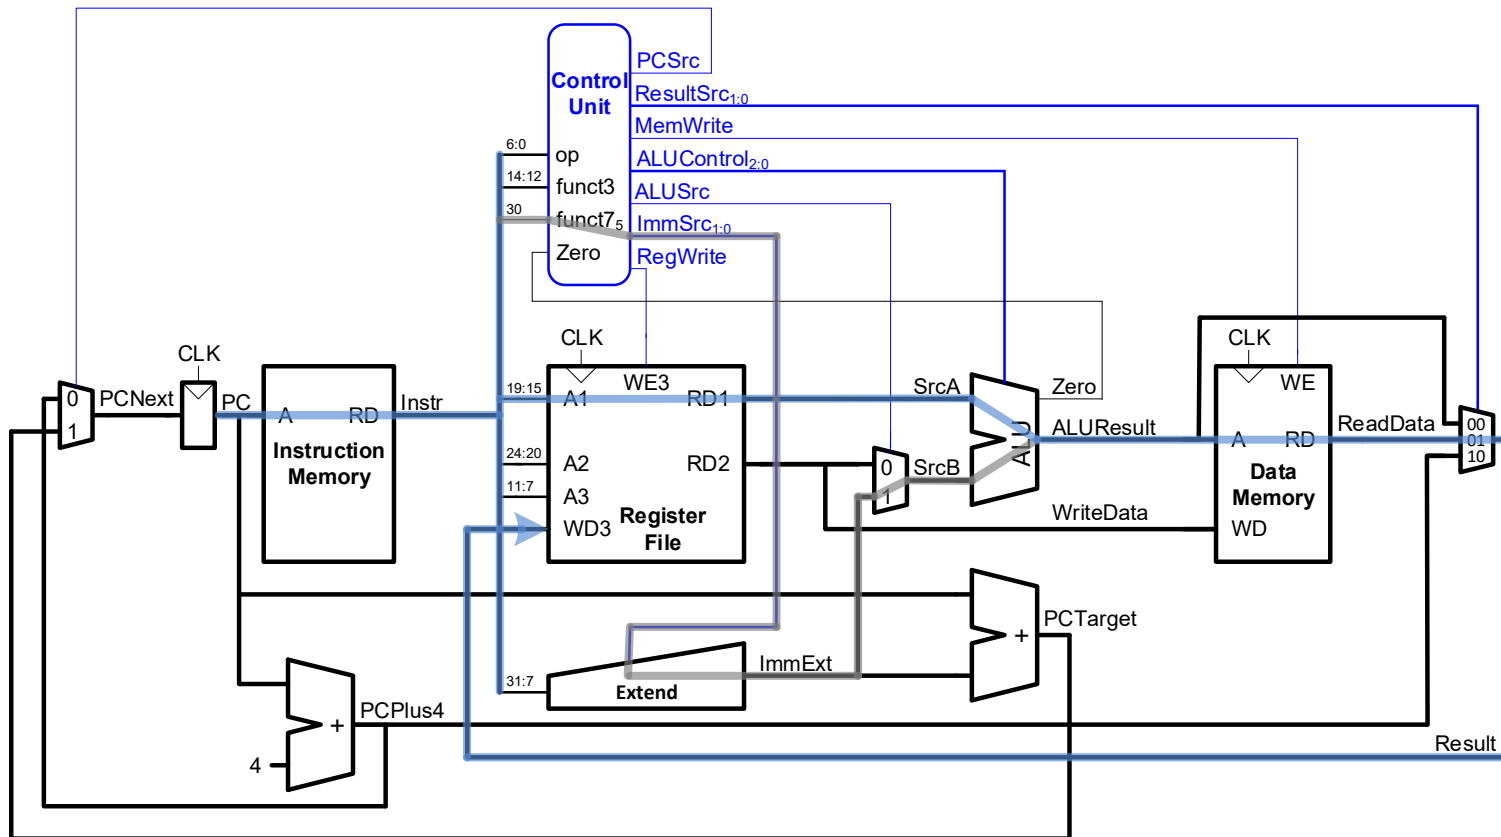 PCSrc
Control
Unit
ResultSrc1:0
MemWrite
6:0
op
ALUControl2:0
14:12
funct3
ALUSrc
30
funct75
ImmSrc1:0
Zero
RegWrite
CLK
CLK
CLK
PCNext
PC
A
RD
Instr
Instruction
Memory
0
1
19:15
A1
WE3
RD1
24:20
A2
RD2
11:7
A3
WD3
Register
File
0
1
SrcA
SrcB
ALU
Zero
ALUResult
WriteData
WE
A
RD
Data
Memory
WD
ReadData
00
01
10
+
PCTarget
31:7
Extend
ImmExt
+
PCPlus4
4
Result